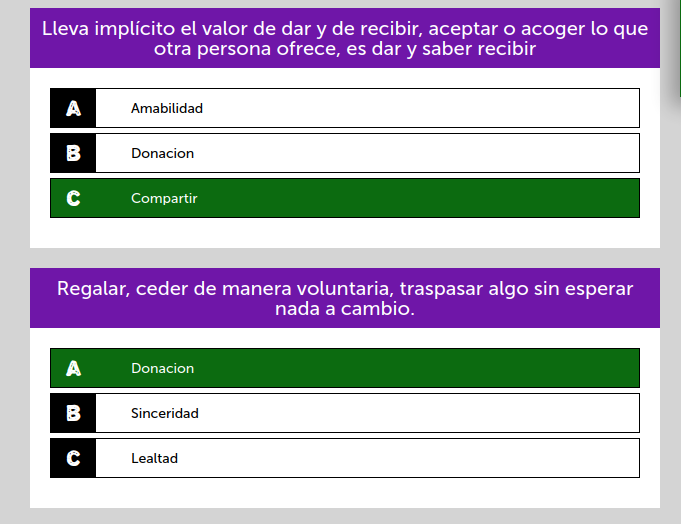 Lleva implícito el valor de dar y de recibir, aceptar o acoger lo que
otra persona ofrece, es dar y saber recibir
A Amabilidad
B Donacion
C Compartir
Regalar, ceder de manera voluntaria, traspasar algo sin esperar
nada a cambio.
A Donacion
B Sinceridad
C Lealtad